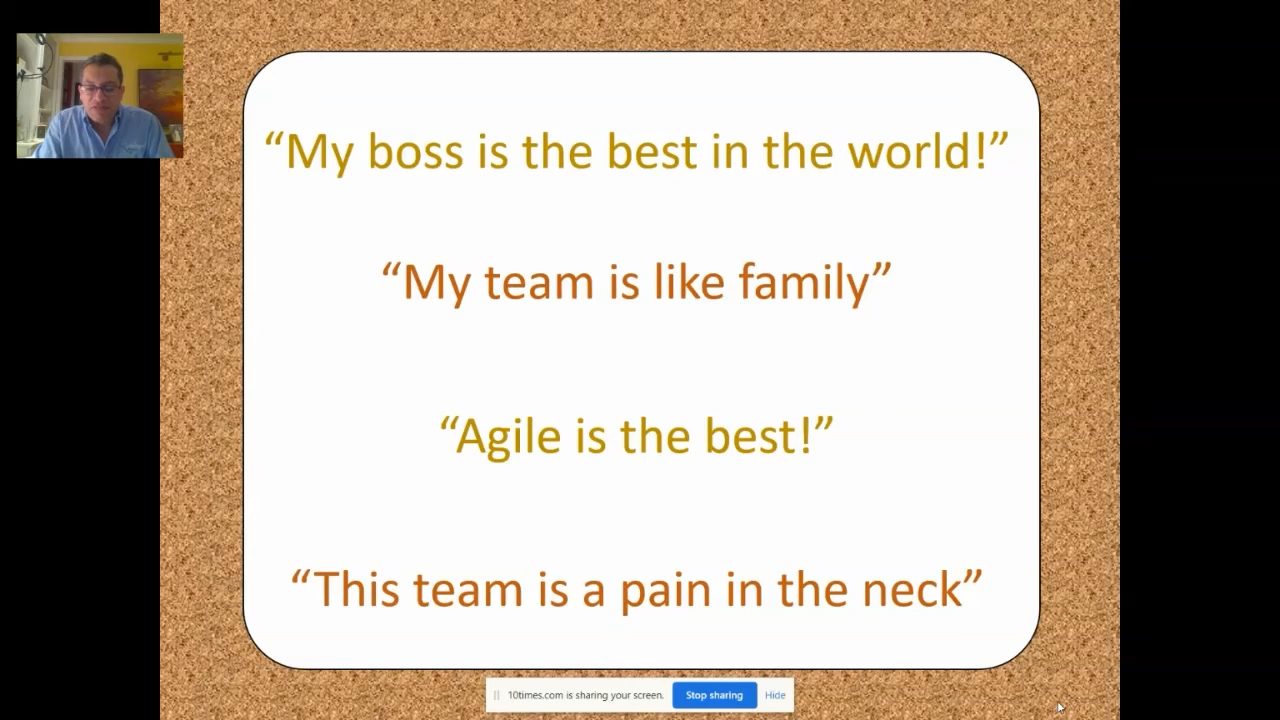 “My boss is the best in the world!”
“My team is like family”
“Agile is the best!”
“This team is a pain in the neck”
10times.com is sharing your screen. Stop sharing Hide